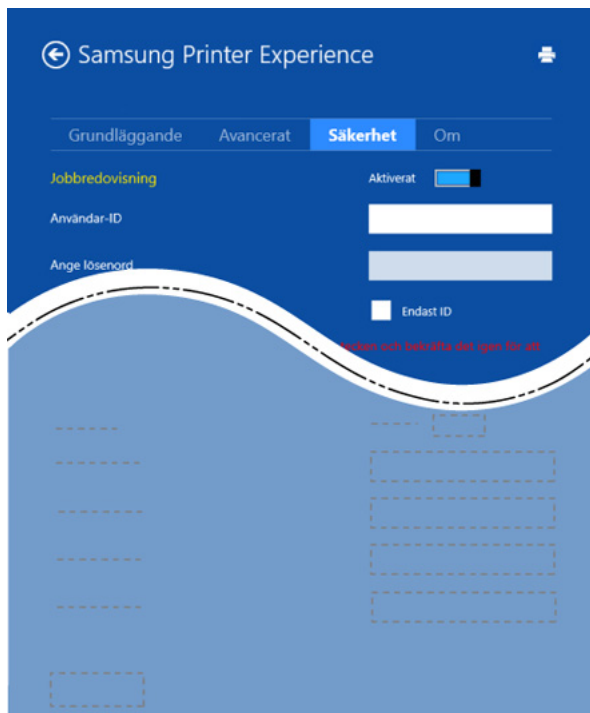 Samsung Printer Experience
Grundläggande Avancerat Säkerhet Om
Jobbredovisning Aktiverat
Användar-ID
Ange lösenord
Endast ID
och bekräfta det igen för att